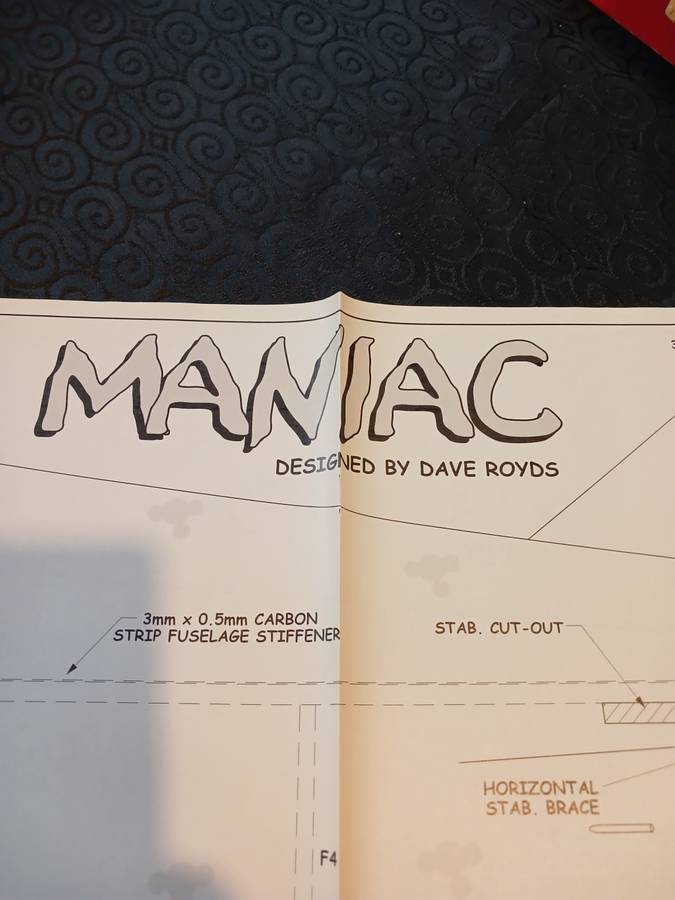 MANIAC
DESIGNED BY DAVE ROYDS
3mm x 0.5mm CARBON
STRIP FUSELAGE STIFFENER
STAB. CUT-OUT
HORIZONTAL
STAB. BRACE
F4